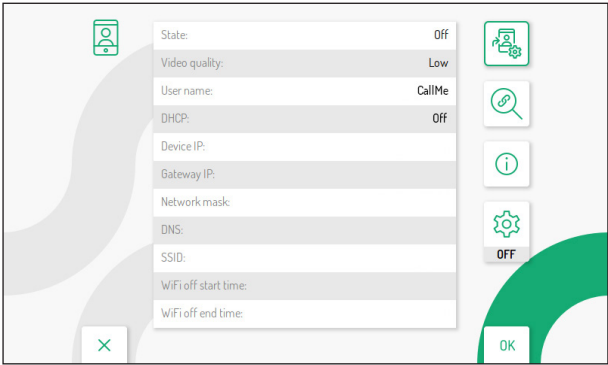 State: Off
Video quality: Low
User name: CallMe
DHCP: Off
Device IP:
Gateway IP:
Network mask:
DNS:
SSID:
WiFi off start time:
WiFi off end time:
OFF
OK